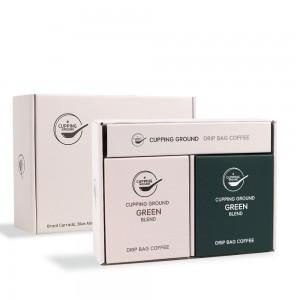 CUPPING
GROUND
CUPPING GROUND DRIP BAG COFFEE
CUPPING GROUND
GREEN
BLEND
DRIP BAG COFFEE
CUPPING GROUND
GREEN
BLEND
DRIP BAG COFFEE